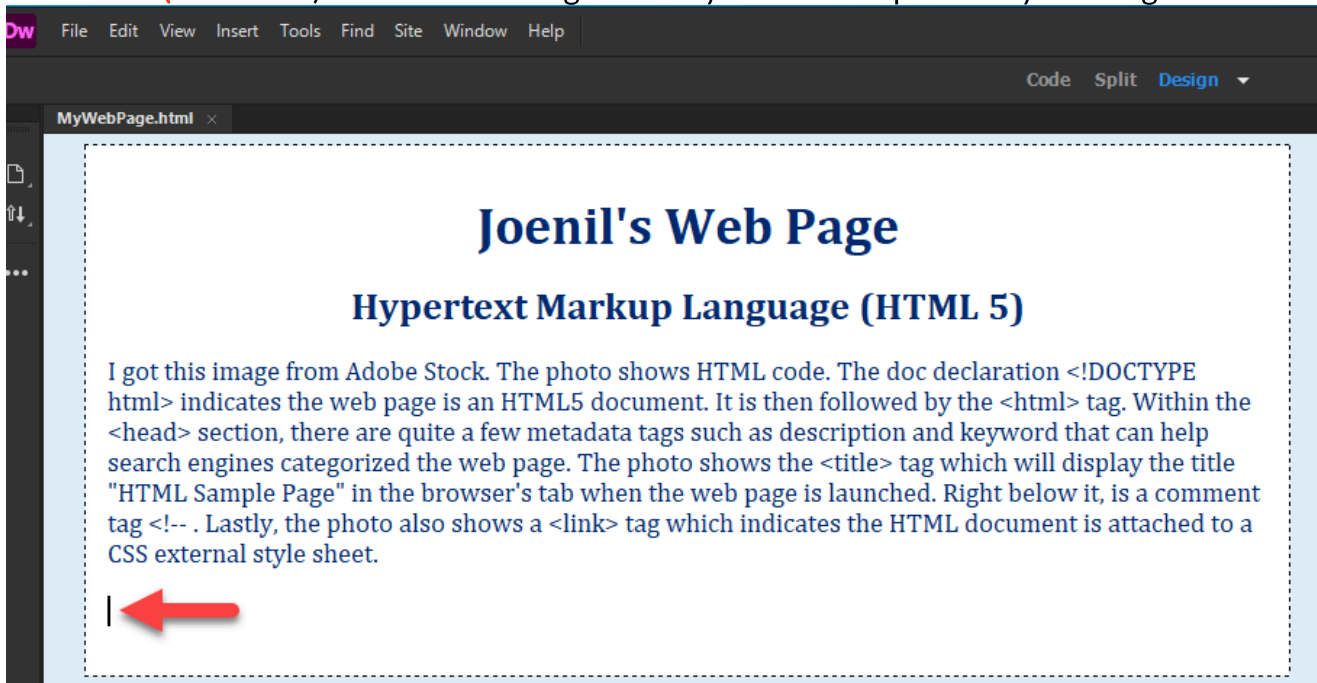 Dw File Edit View Insert Tools Find Site Window Help
Code Split Design
MyWebPage.html ×
Joenil's Web Page
Hypertext Markup Language (HTML 5)
I got this image from Adobe Stock. The photo shows HTML code. The doc declaration <!DOCTYPE
html> indicates the web page is an HTML5 document. It is then followed by the <html> tag. Within the
<head> section, there are quite a few metadata tags such as description and keyword that can help
search engines categorized the web page. The photo shows the <title> tag which will display the title
"HTML Sample Page" in the browser's tab when the web page is launched. Right below it, is a comment
tag <!-- . Lastly, the photo also shows a <link> tag which indicates the HTML document is attached to a
CSS external style sheet.